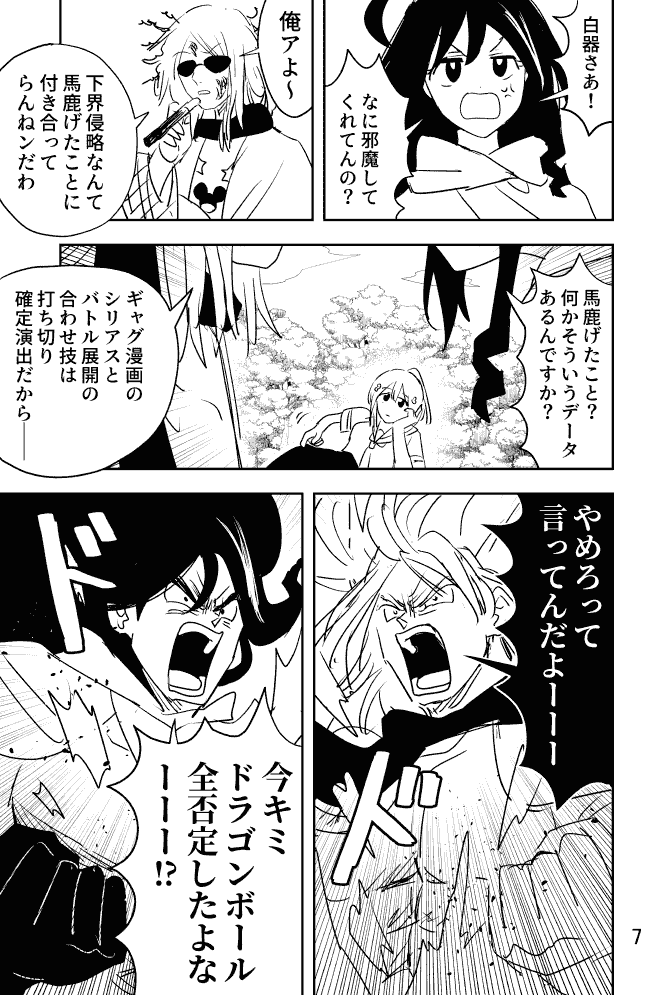 白器さあ！
なに邪魔して
くれてんの？
俺アよ～
下界侵略なんて
馬鹿げたことに
付き合って
らんねンだわ
馬鹿げたこと？
何かそういうデータ
あるんですか？
ギャグ漫画の
シリアスと
バトル展開の
合わせ技は
打ち切り
確定演出だから――
やめろって
言ってんだよーーー
ド
今キミ
ドラゴンボール
全否定したよな
ーーー!?
ド
7